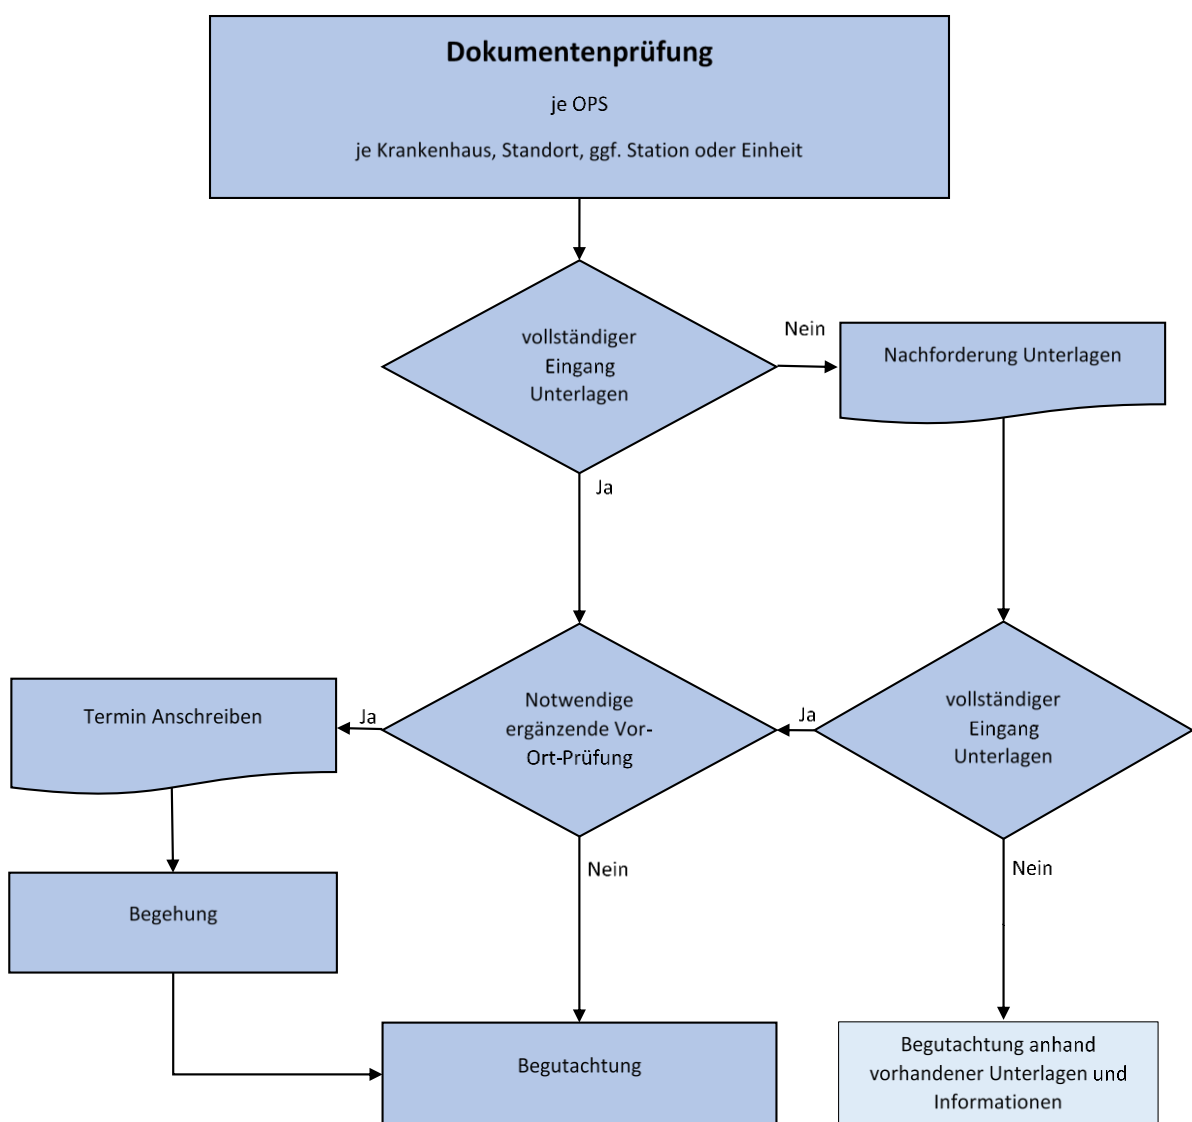 Dokumentenprüfung
je OPS
je Krankenhaus, Standort, ggf. Station oder Einheit
vollständiger
Eingang
Unterlagen
Nein
Nachforderung Unterlagen
Ja
Termin Anschreiben
Ja
Notwendige
ergänzende Vor-
Ort-Prüfung
Ja
vollständiger
Eingang
Unterlagen
Nein
Nein
Begehung
Begutachtung
Begutachtung anhand
vorhandener Unterlagen und
Informationen